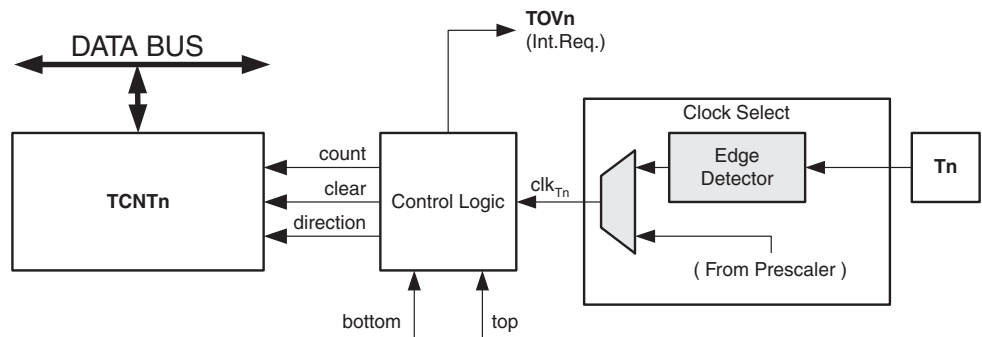 TOVn
(Int.Req.)
DATA BUS
Clock Select
count
clear
direction
TCNTn
Control Logic
clkTn
Edge
Detector
Tn
( From Prescaler )
bottom
top